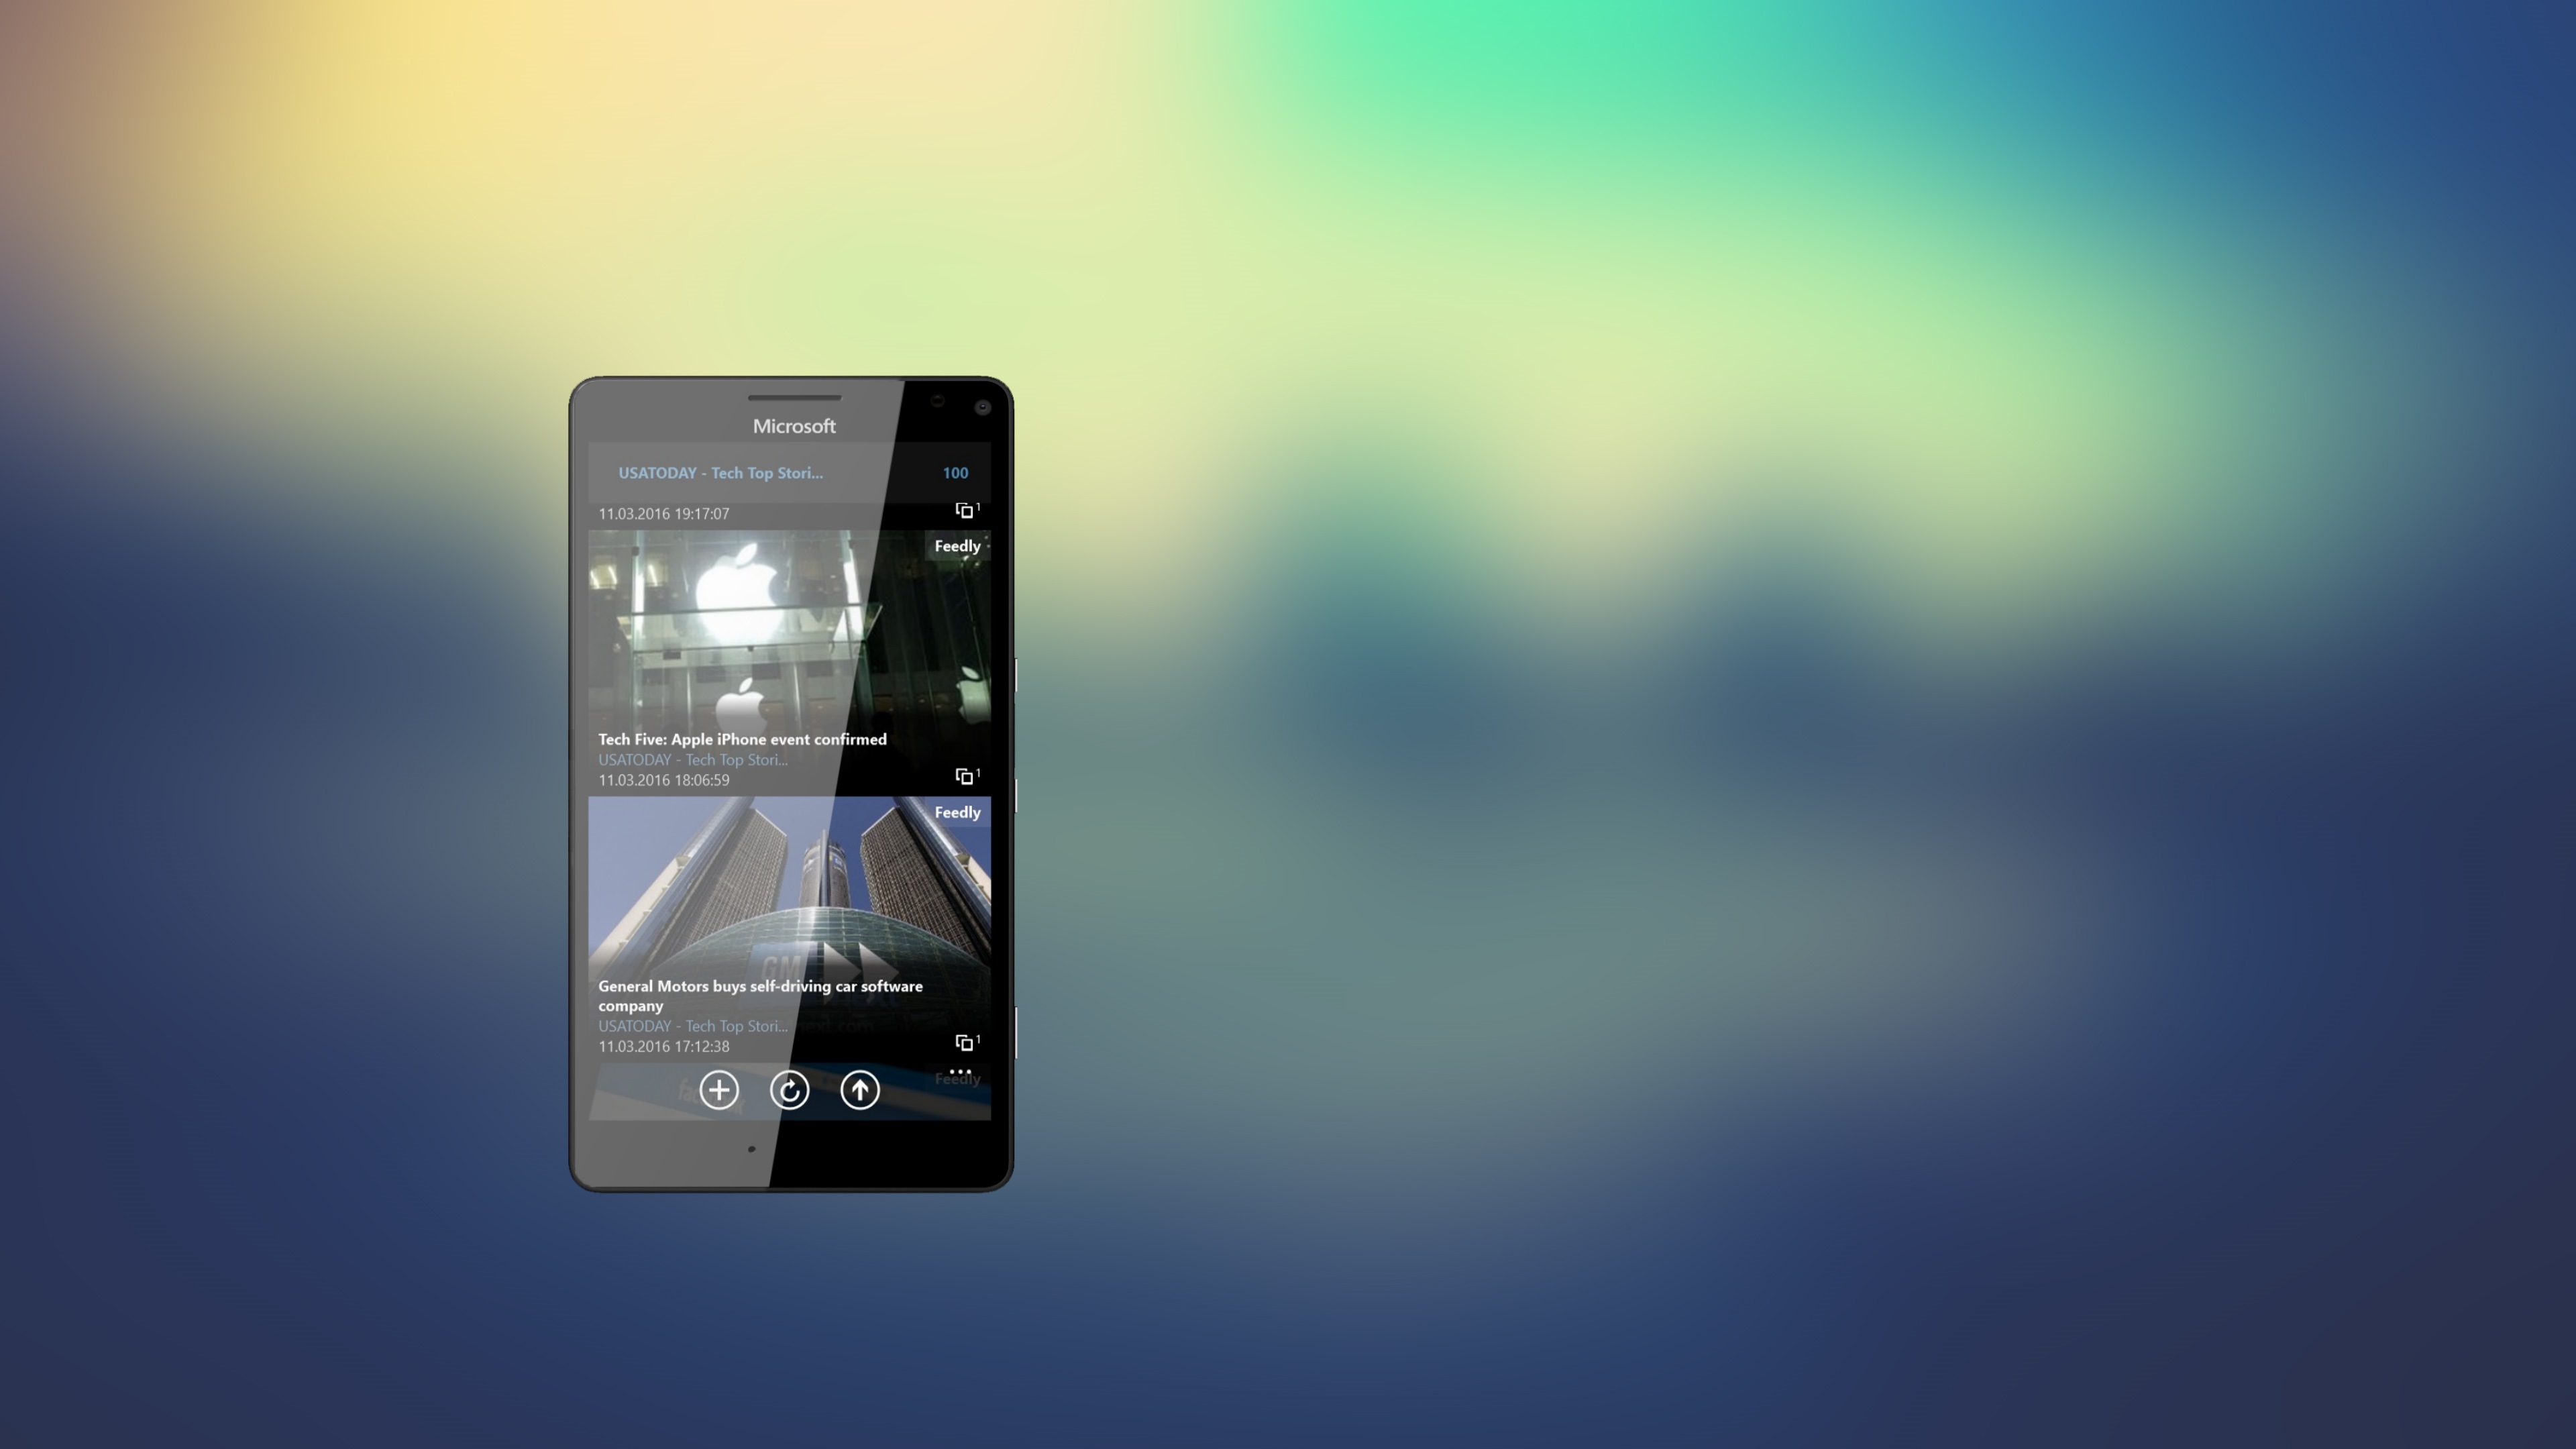 Microsoft
USATODAY - Tech Top Stori... 100
11.03.2016 19:17:07 1
Feedly
Tech Five: Apple iPhone event confirmed
USATODAY - Tech Top Stori...
11.03.2016 18:06:59 1
Feedly
GM
General Motors buys self-driving car software
company
USATODAY - Tech Top Stori...
11.03.2016 17:12:38 1
...
Feedly